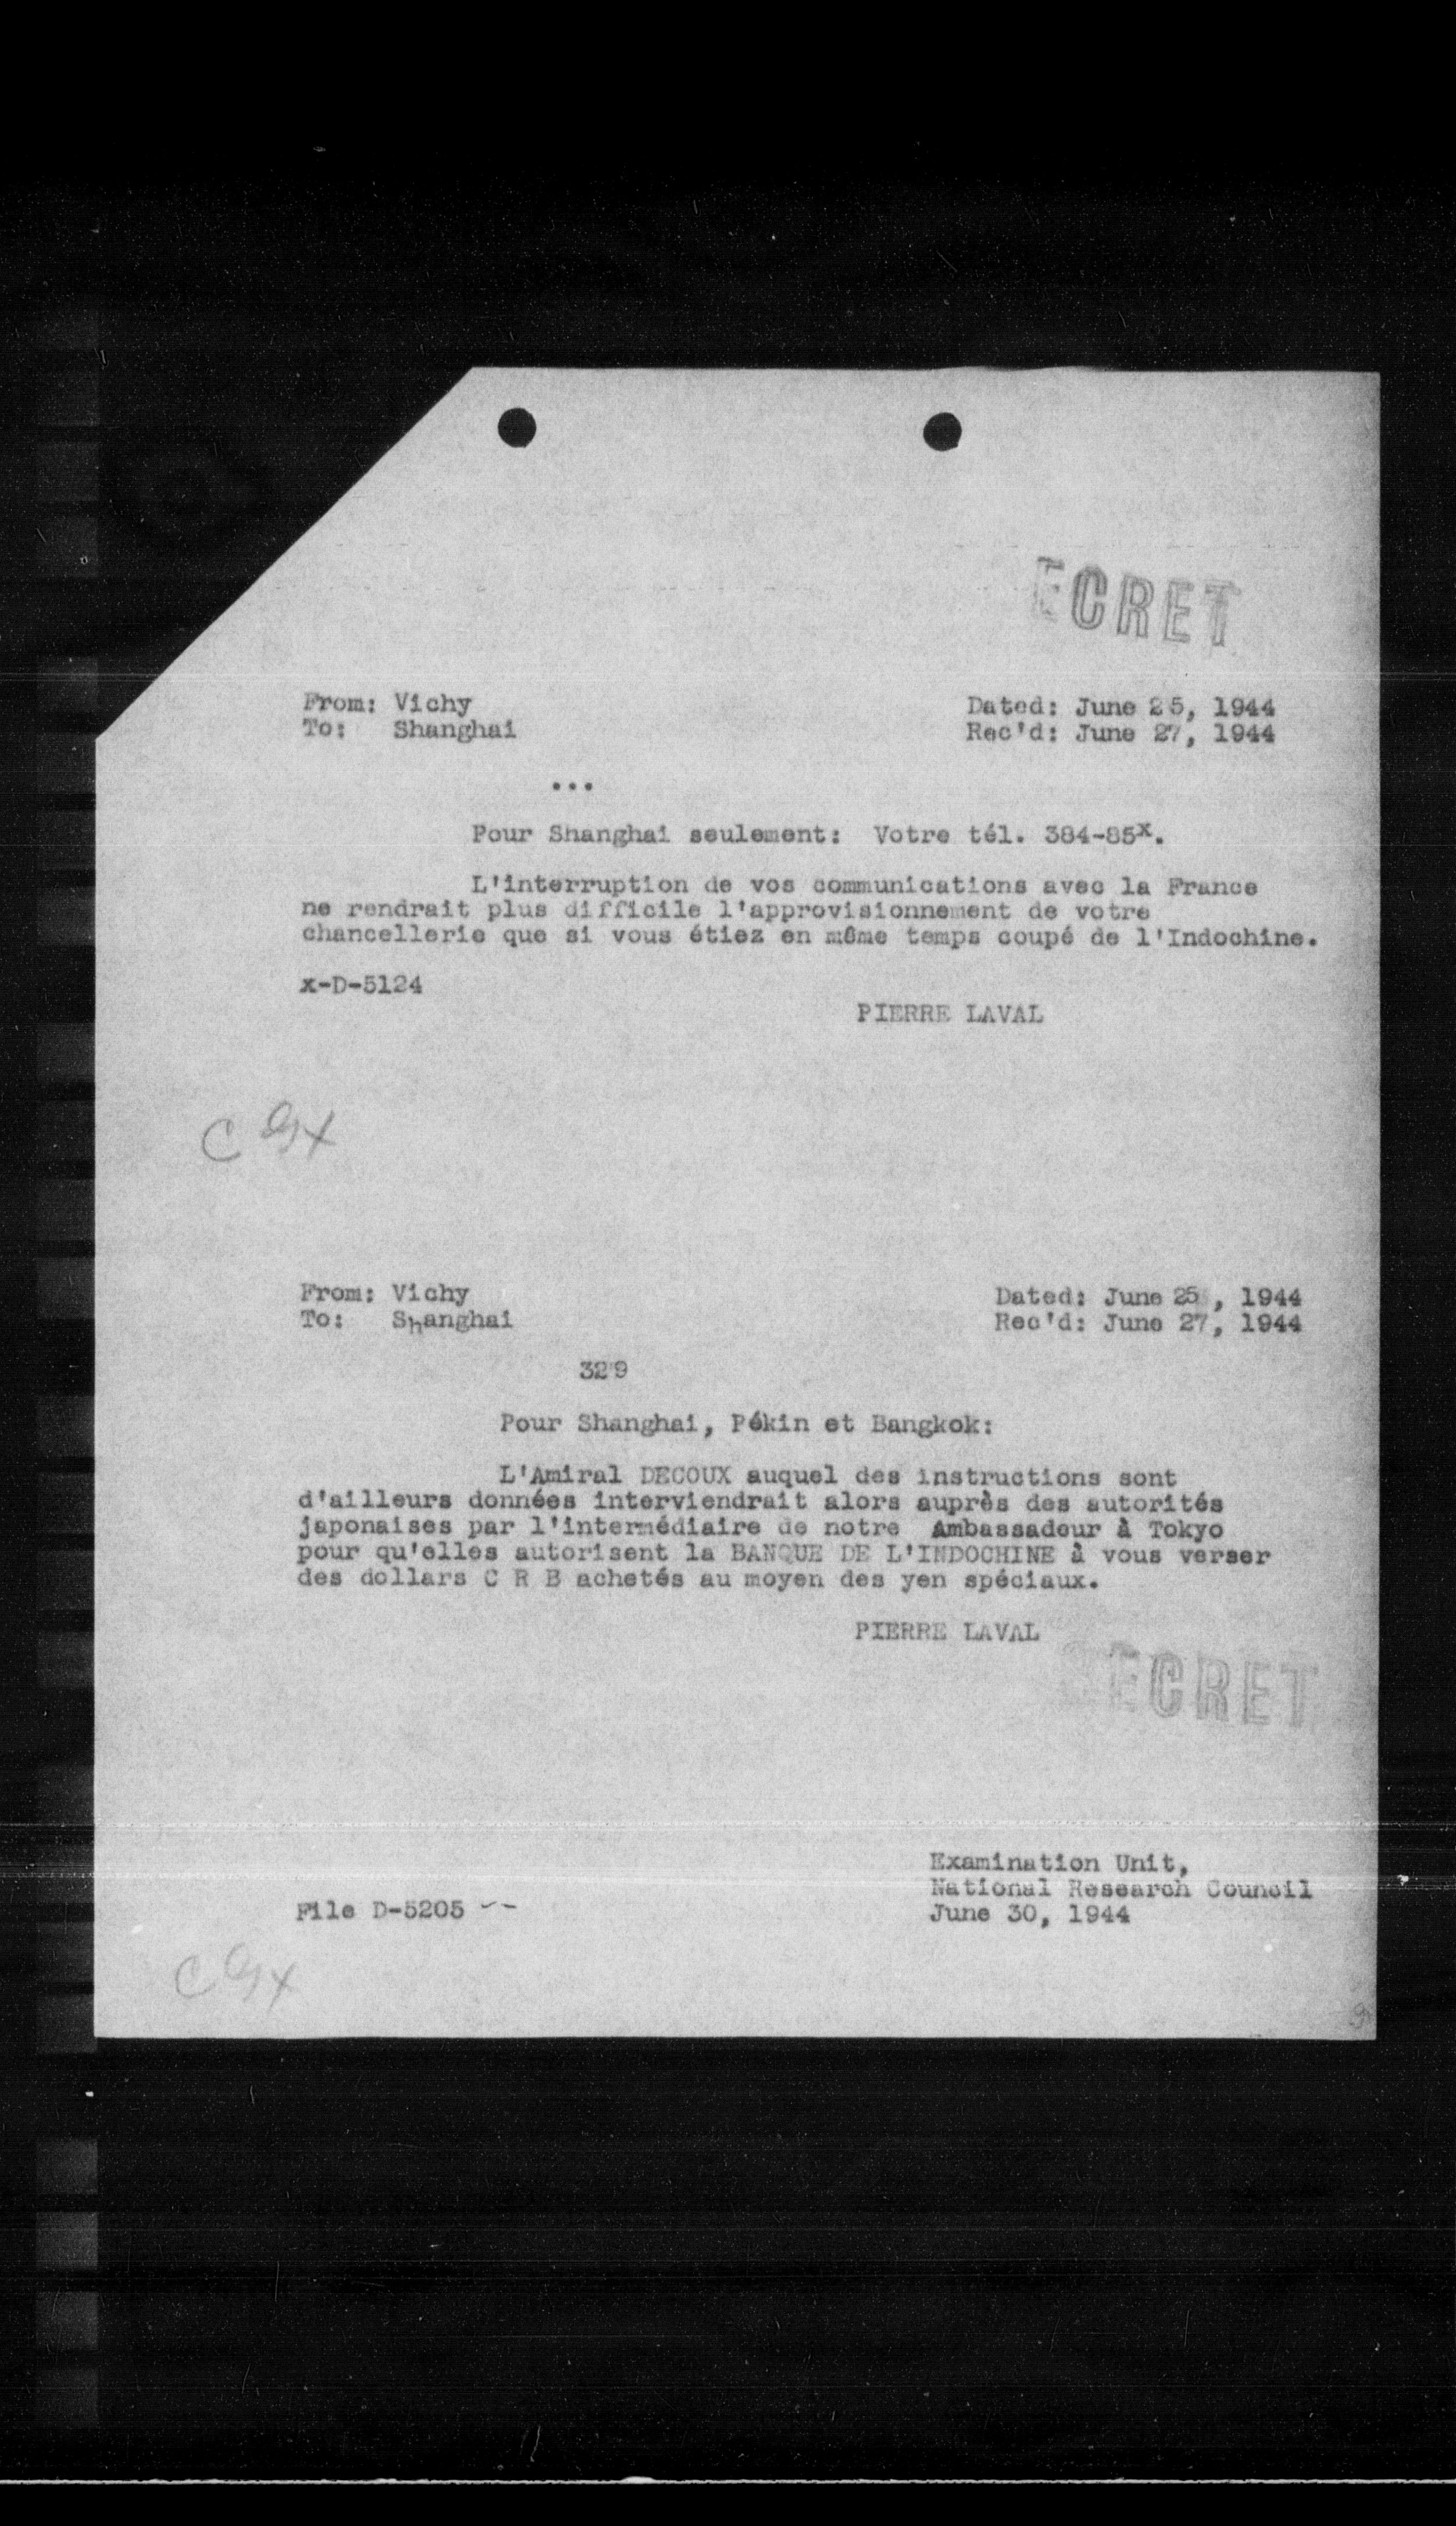 ECRET
From: Vichy
To: Shanghai
Dated: June 25, 1944
Rec'd: June 27, 1944
...
Pour Shanghai seulement: Votre tél. 384-85x.
L'interruption de vos communications avec la France
ne rendrait plus difficile l'approvisionnement de votre
chancellerie que si vous étiez en même temps coupé de l'Indochine.
x-D-5124
PIERRE LAVAL
From: Vichy
To: Shanghai
Dated: June 25, 1944
Rec'd: June 27, 1944
329
Pour Shanghai, Pékin et Bangkok:
L'Amiral DECOUX auquel des instructions sont
d'ailleurs données interviendrait alors auprès des autorités
japonaises par l'intermédiaire de notre Ambassadeur à Tokyo
pour qu'elles autorisent la BANQUE DE L'INDOCHINE à vous verser
des dollars C R B achetés au moyen des yen spéciaux.
PIERRE LAVAL
ECRET
Examination Unit,
National Research Council
June 30, 1944
File D-5205